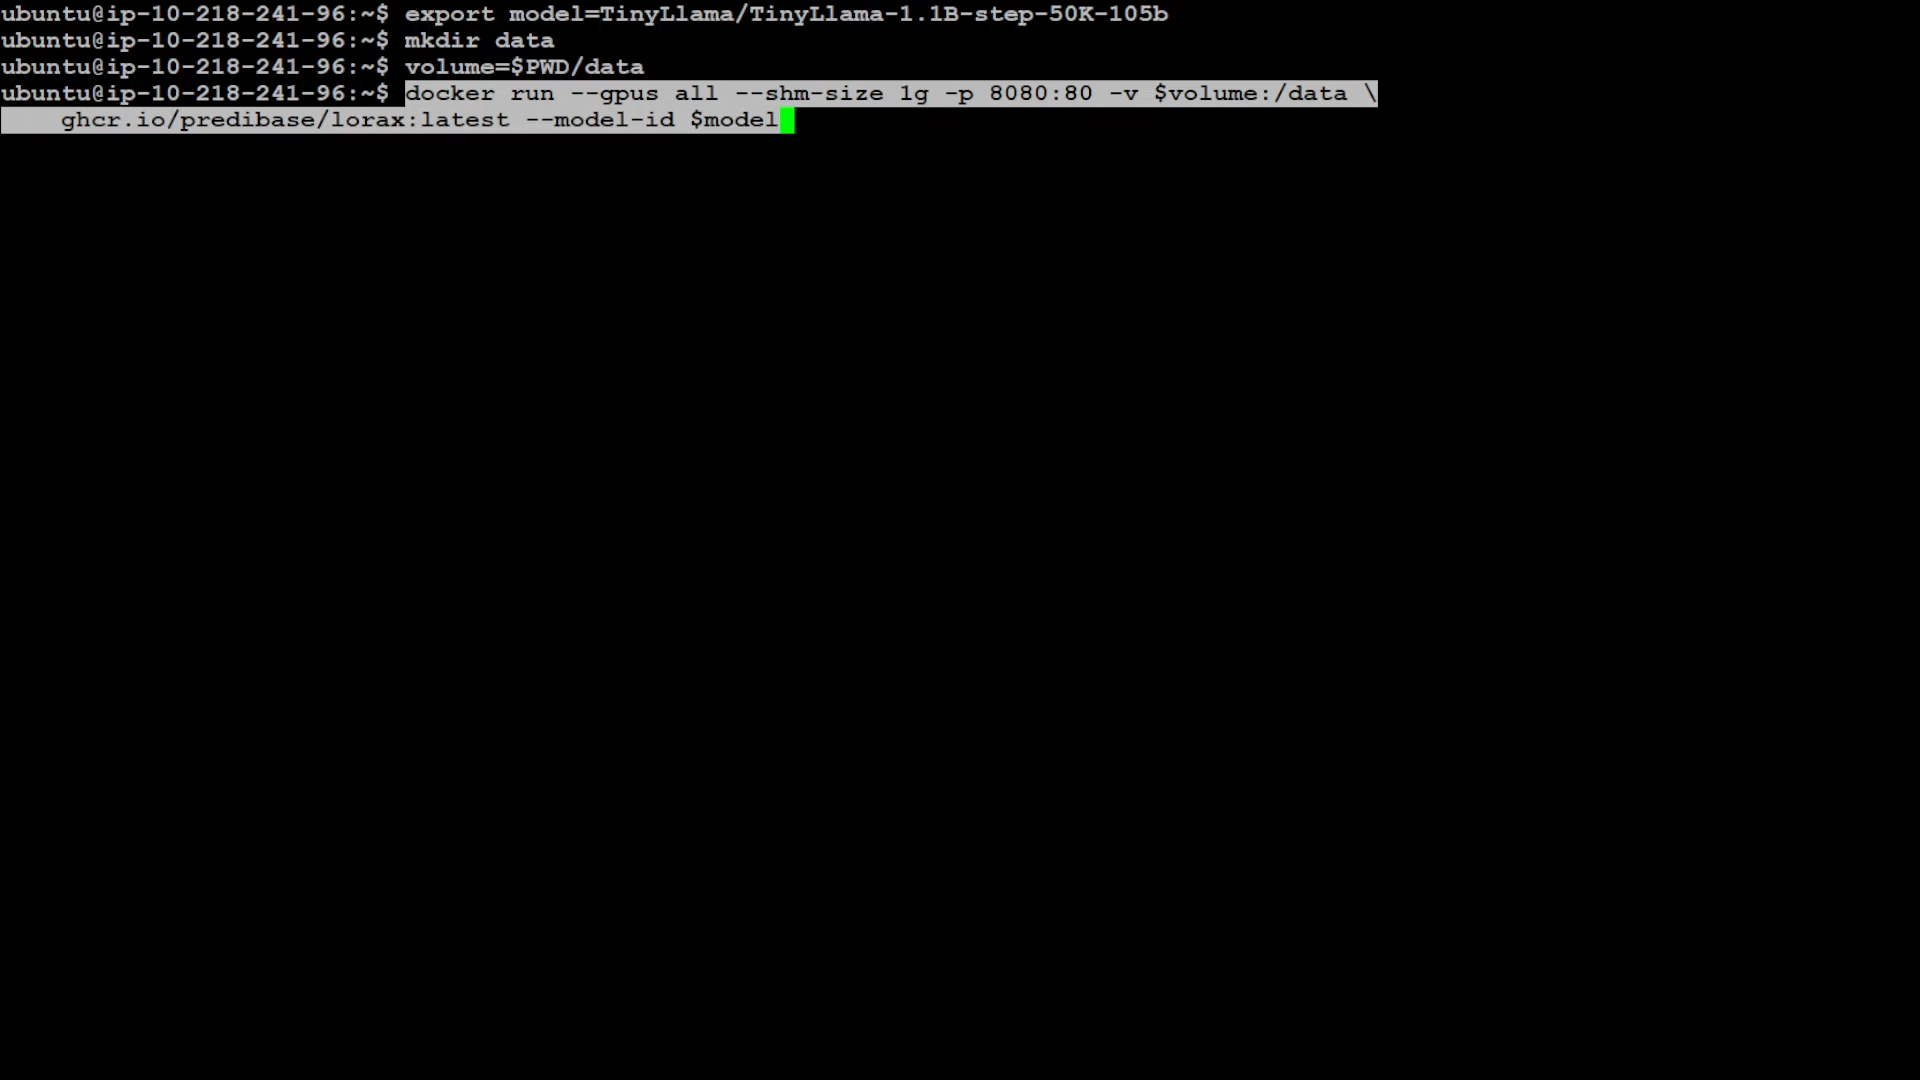 ubuntu@ip-10-218-241-96:~$ export model=TinyLlama/TinyLlama-1.1B-step-50K-105b
ubuntu@ip-10-218-241-96:~$ mkdir data
ubuntu@ip-10-218-241-96:~$ volume=$PWD/data
ubuntu@ip-10-218-241-96:~$ docker run --gpus all --shm-size 1g -p 8080:80 -v $volume:/data \
    ghcr.io/predibase/lorax:latest --model-id $model